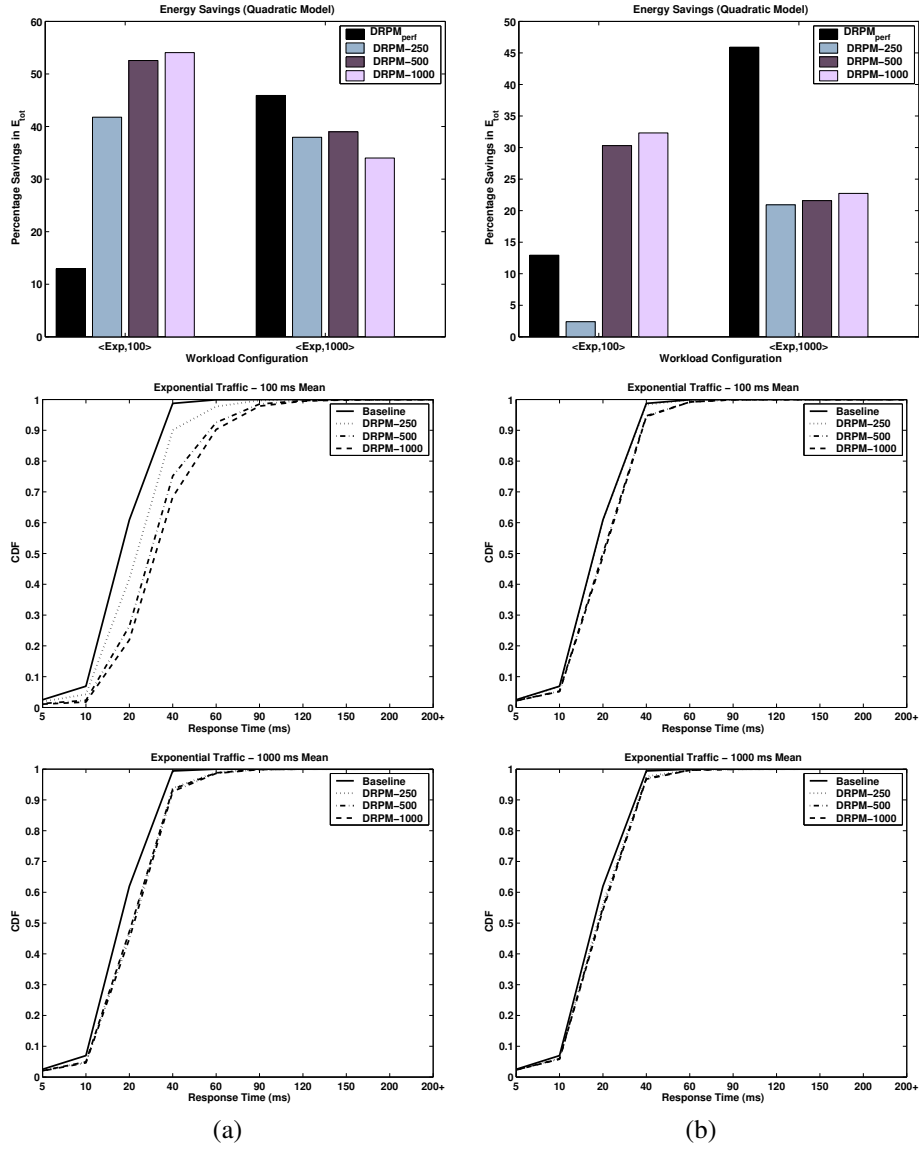 Energy Savings (Quadratic Model)
60
50
40
30
20
10
0
Percentage Savings in E_tot
DRPM_perf
DRPM-250
DRPM-500
DRPM-1000
<Exp,100>
<Exp,1000>
Workload Configuration
Energy Savings (Quadratic Model)
50
45
40
35
30
25
20
15
10
5
0
Percentage Savings in E_tot
DRPM_perf
DRPM-250
DRPM-500
DRPM-1000
<Exp,100>
<Exp,1000>
Workload Configuration
Exponential Traffic - 100 ms Mean
1
0.9
0.8
0.7
0.6
0.5
0.4
0.3
0.2
0.1
0
CDF
Baseline
DRPM-250
DRPM-500
DRPM-1000
5 10 20 40 60 90 120 150 200 200+
Response Time (ms)
Exponential Traffic - 100 ms Mean
1
0.9
0.8
0.7
0.6
0.5
0.4
0.3
0.2
0.1
0
CDF
Baseline
DRPM-250
DRPM-500
DRPM-1000
5 10 20 40 60 90 120 150 200 200+
Response Time (ms)
Exponential Traffic - 1000 ms Mean
1
0.9
0.8
0.7
0.6
0.5
0.4
0.3
0.2
0.1
0
CDF
Baseline
DRPM-250
DRPM-500
DRPM-1000
5 10 20 40 60 90 120 150 200 200+
Response Time (ms)
Exponential Traffic - 1000 ms Mean
1
0.9
0.8
0.7
0.6
0.5
0.4
0.3
0.2
0.1
0
CDF
Baseline
DRPM-250
DRPM-500
DRPM-1000
5 10 20 40 60 90 120 150 200 200+
Response Time (ms)
(a)
(b)